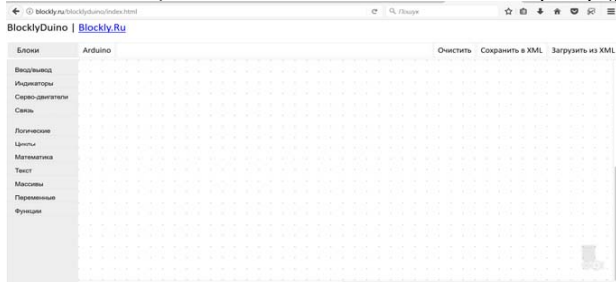 blockly.ru/blocklyduino/index.html
Пошук
BlocklyDuino | Blockly.Ru
Блоки Arduino Очистить Сохранить в XML Загрузить из XML
Ввод/вывод
Индикаторы
Серво-двигатели
Связь
Логические
Циклы
Математика
Текст
Массивы
Переменные
Функции